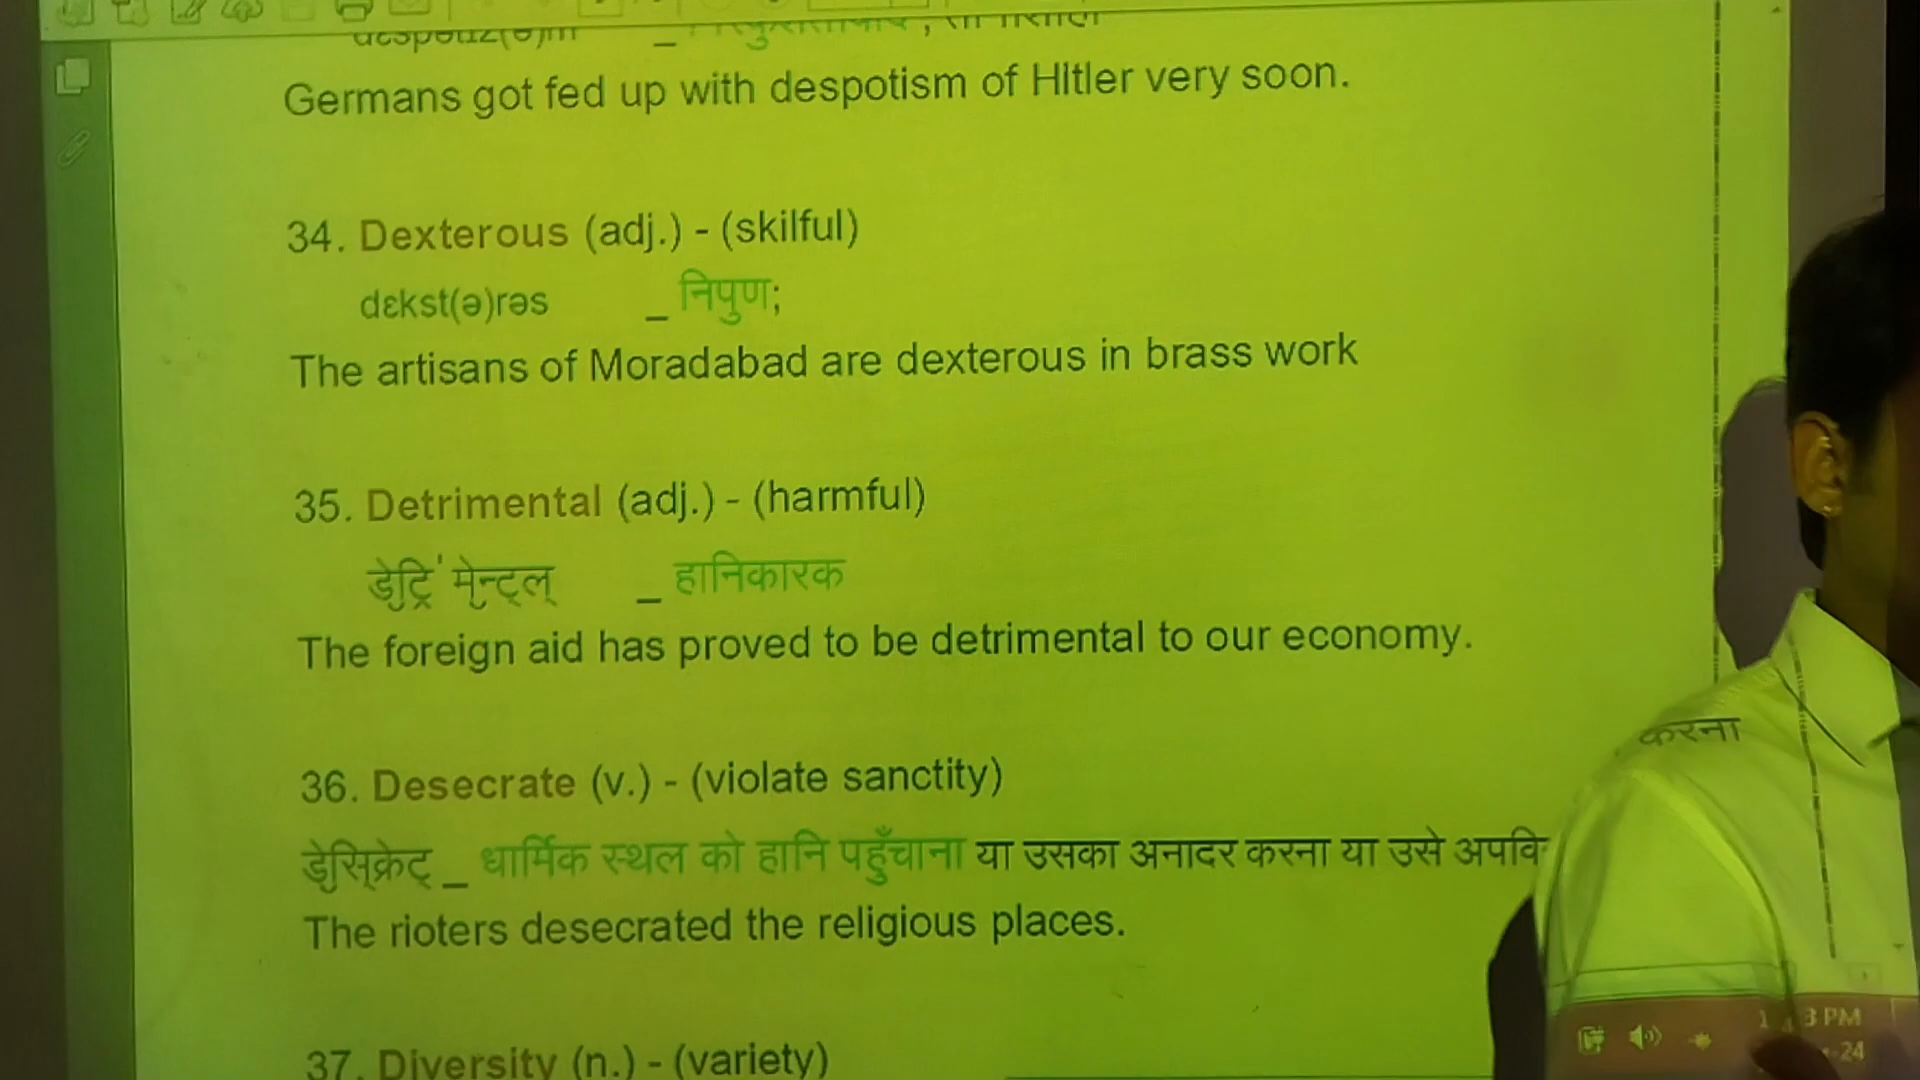 Germans got fed up with despotism of Hitler very soon.
34. Dexterous (adj.) - (skilful)
dɛkst(ə)rəs _ निपुण;
The artisans of Moradabad are dexterous in brass work
35. Detrimental (adj.) - (harmful)
डेट्रि' मेन्ट्ल् _ हानिकारक
The foreign aid has proved to be detrimental to our economy.
36. Desecrate (v.) - (violate sanctity)
डेसिक्रेट् _ धार्मिक स्थल को हानि पहुँचाना या उसका अनादर करना या उसे करना
The rioters desecrated the religious places.
37. Diversity (n.) - (variety)
PM